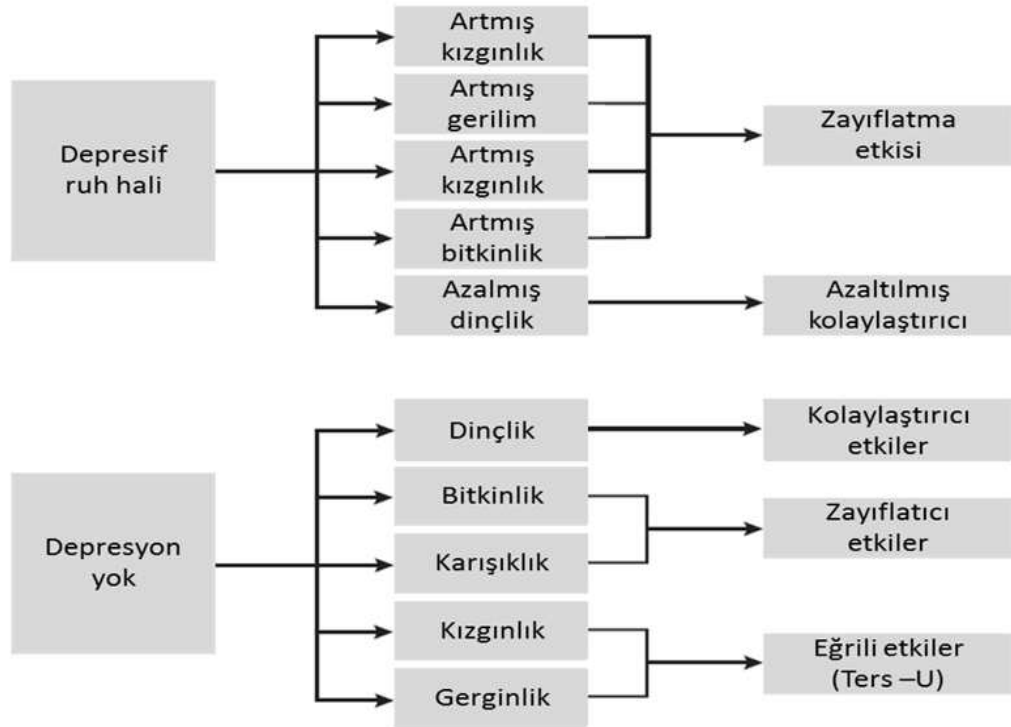 Depresif
ruh hali
Artmış
kızgınlık
Artmış
gerilim
Artmış
kızgınlık
Artmış
bitkinlik
Azalmış
dinçlik
Zayıflatma
etkisi
Azaltılmış
kolaylaştırıcı
Depresyon
yok
Dinçlik
Bitkinlik
Karışıklık
Kızgınlık
Gerginlik
Kolaylaştırıcı
etkiler
Zayıflatıcı
etkiler
Eğrili etkiler
(Ters –U)